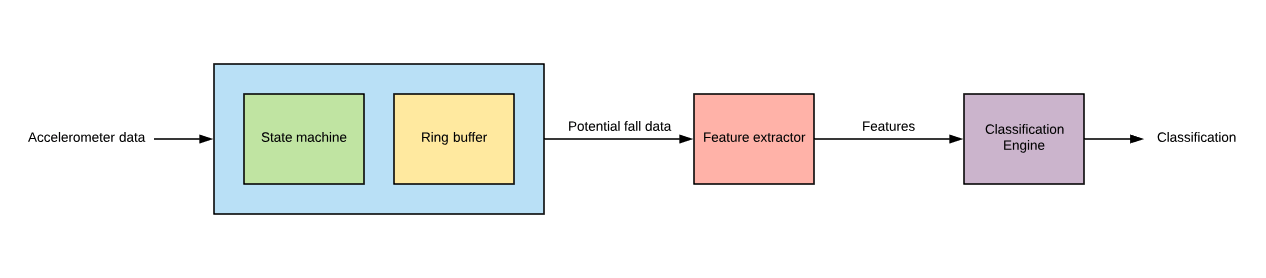 Accelerometer data
State machine
Ring buffer
Potential fall data
Feature extractor
Features
Classification
Engine
Classification